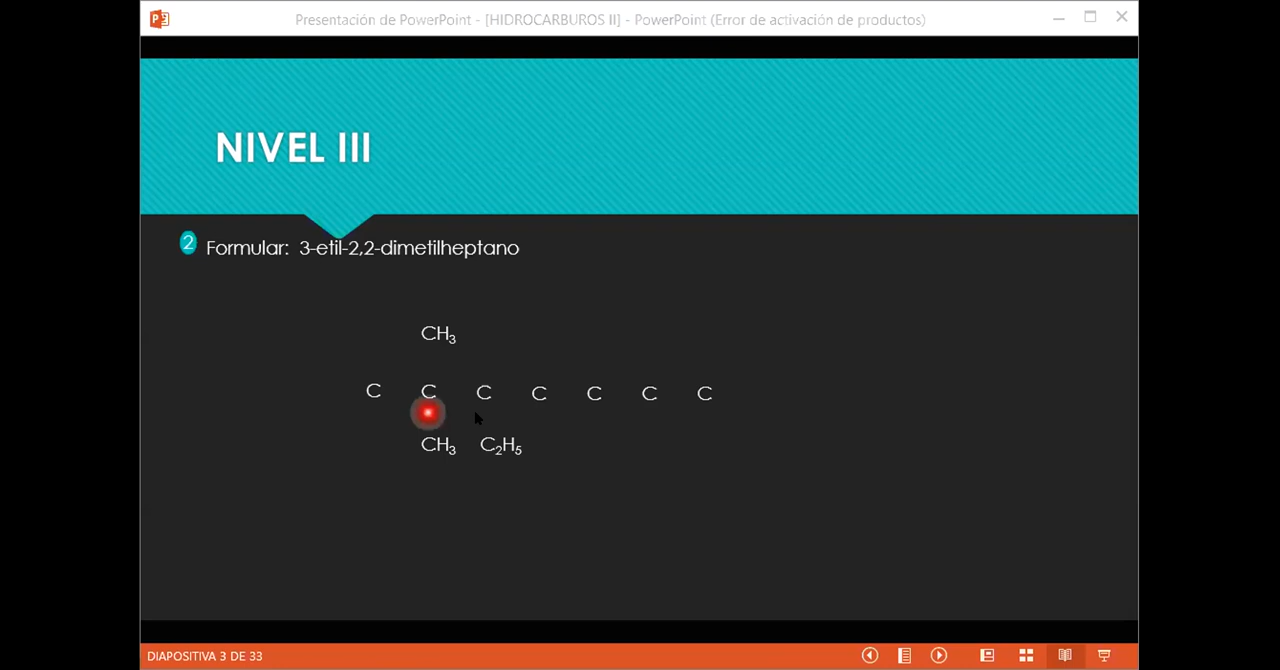 Presentación de PowerPoint - [HIDROCARBUROS II] - PowerPoint (Error de activación de productos)
NIVEL III
2 Formular: 3-etil-2,2-dimetilheptano
CH₃
C C C C C C C
CH₃ C₂H₅
DIAPOSITIVA 3 DE 33